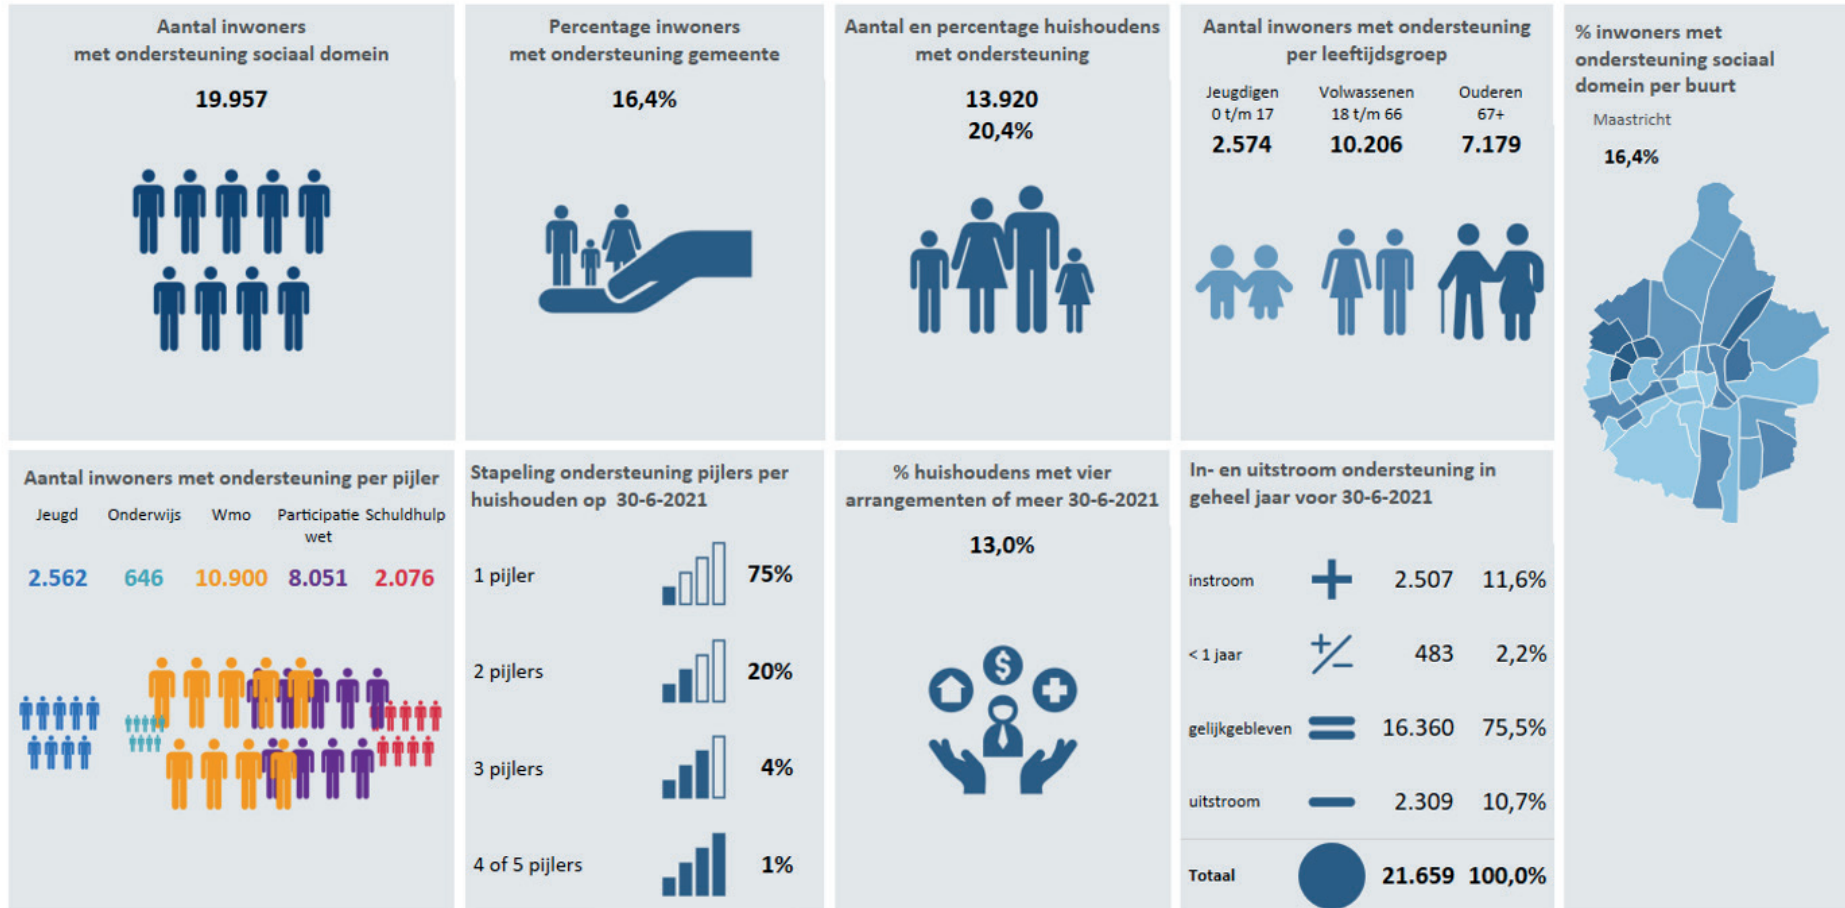 Aantal inwoners
met ondersteuning sociaal domein
19.957
Percentage inwoners
met ondersteuning gemeente
16,4%
Aantal en percentage huishoudens
met ondersteuning
13.920
20,4%
Aantal inwoners met ondersteuning
per leeftijdsgroep
Jeugdigen Volwassenen Ouderen
0 t/m 17 18 t/m 66 67+
2.574 10.206 7.179
% inwoners met
ondersteuning sociaal
domein per buurt
Maastricht
16,4%
Aantal inwoners met ondersteuning per pijler
Jeugd Onderwijs Wmo Participatie Schuldhulp
wet
2.562 646 10.900 8.051 2.076
Stapeling ondersteuning pijlers per
huishouden op 30-6-2021
1 pijler 75%
2 pijlers 20%
3 pijlers 4%
4 of 5 pijlers 1%
% huishoudens met vier
arrangementen of meer 30-6-2021
13,0%
$
In- en uitstroom ondersteuning in
geheel jaar voor 30-6-2021
instroom 2.507 11,6%
< 1 jaar 483 2,2%
gelijkgebleven 16.360 75,5%
uitstroom 2.309 10,7%
Totaal 21.659 100,0%